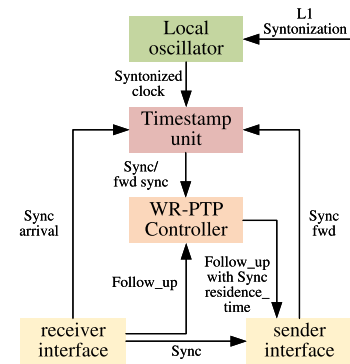 L1
Syntonization
Local
oscillator
Syntonized
clock
Timestamp
unit
Sync/
fwd sync
Sync
arrival
Sync
fwd
WR-PTP
Controller
Follow_up
Follow_up
with Sync
residence_
time
receiver
interface
Sync
sender
interface